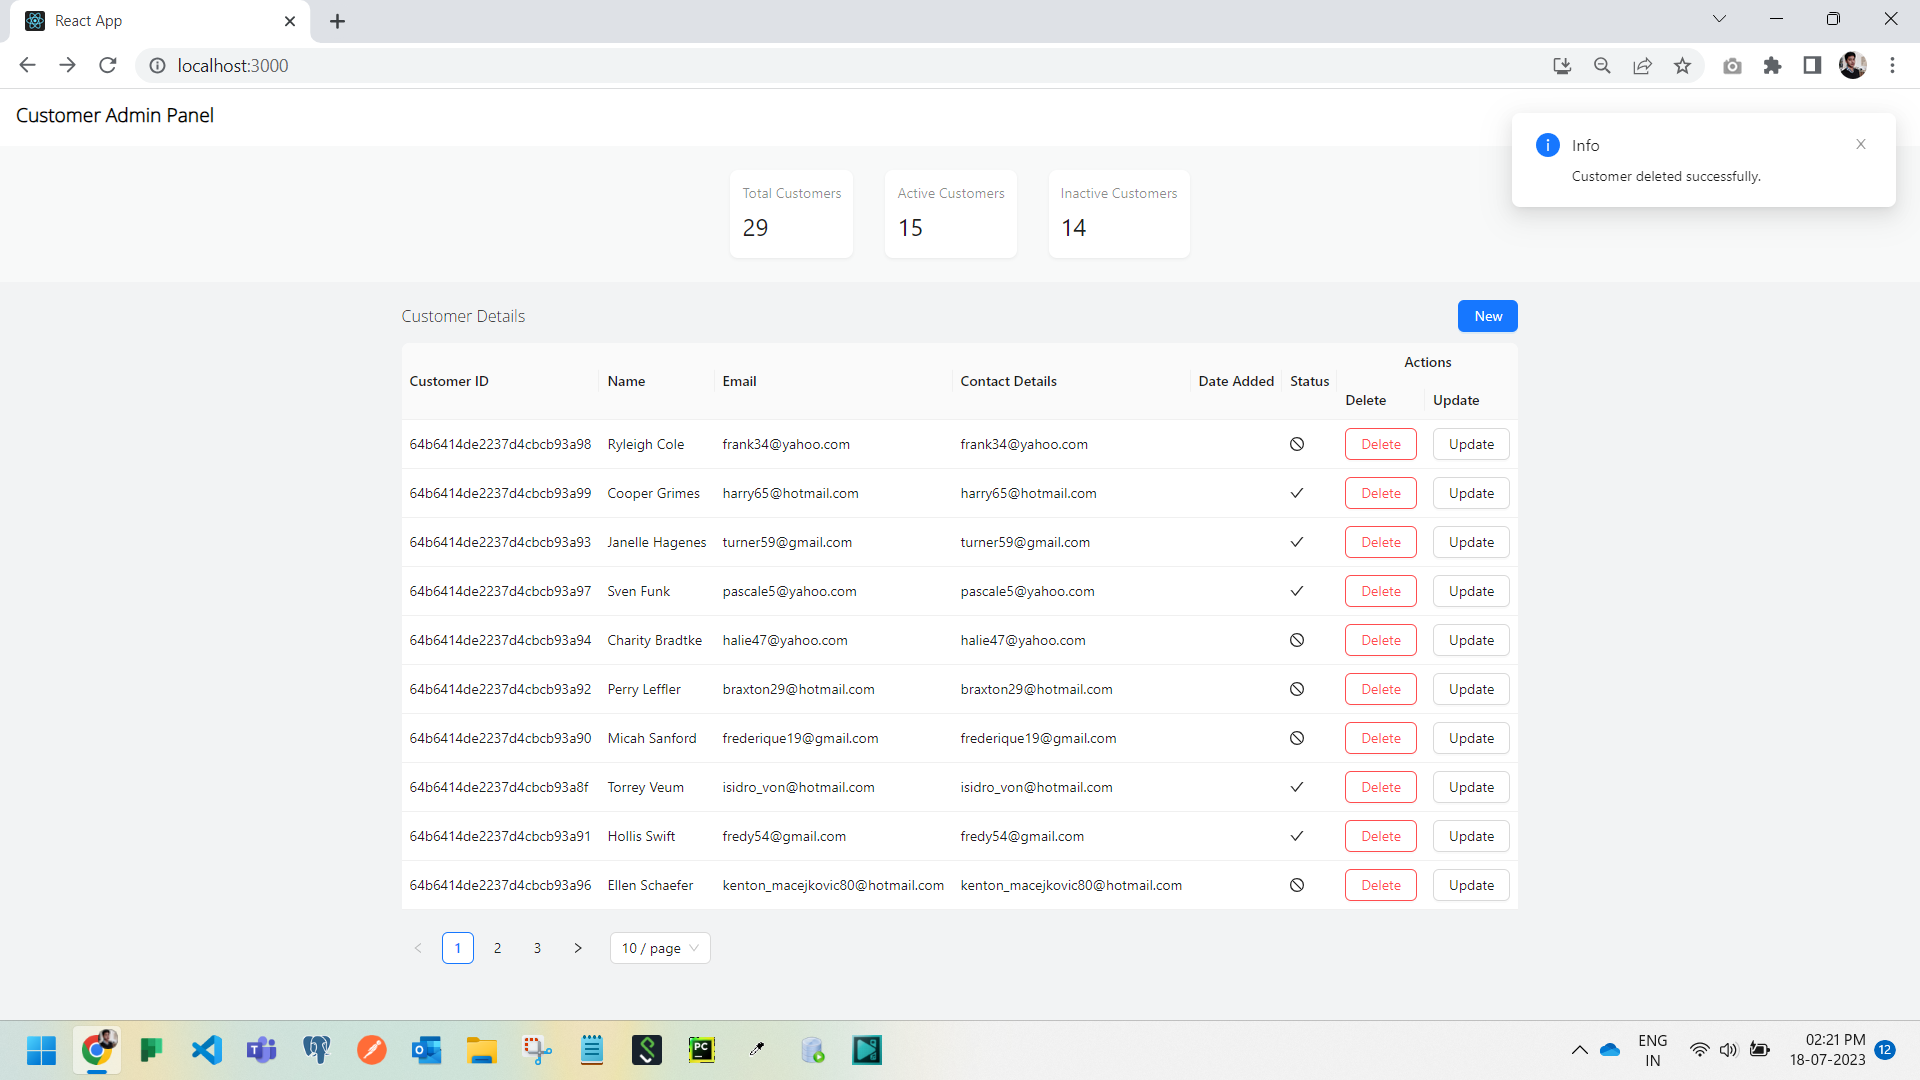 React App
localhost:3000
Customer Admin Panel
Info
Customer deleted successfully.
Total Customers Active Customers Inactive Customers
29 15 14
Customer Details New
Actions
Customer ID Name Email Contact Details Date Added Status
Delete Update
64b6414de2237d4cbcb93a98 Ryleigh Cole frank34@yahoo.com frank34@yahoo.com Delete Update
64b6414de2237d4cbcb93a99 Cooper Grimes harry65@hotmail.com harry65@hotmail.com Delete Update
64b6414de2237d4cbcb93a93 Janelle Hagenes turner59@gmail.com turner59@gmail.com Delete Update
64b6414de2237d4cbcb93a97 Sven Funk pascale5@yahoo.com pascale5@yahoo.com Delete Update
64b6414de2237d4cbcb93a94 Charity Bradtke halie47@yahoo.com halie47@yahoo.com Delete Update
64b6414de2237d4cbcb93a92 Perry Leffler braxton29@hotmail.com braxton29@hotmail.com Delete Update
64b6414de2237d4cbcb93a90 Micah Sanford frederique19@gmail.com frederique19@gmail.com Delete Update
64b6414de2237d4cbcb93a8f Torrey Veum isidro_von@hotmail.com isidro_von@hotmail.com Delete Update
64b6414de2237d4cbcb93a91 Hollis Swift fredy54@gmail.com fredy54@gmail.com Delete Update
64b6414de2237d4cbcb93a96 Ellen Schaefer kenton_macejkovic80@hotmail.com kenton_macejkovic80@hotmail.com Delete Update
1 2 3 10 / page
ENG 02:21 PM
IN 18-07-2023 12